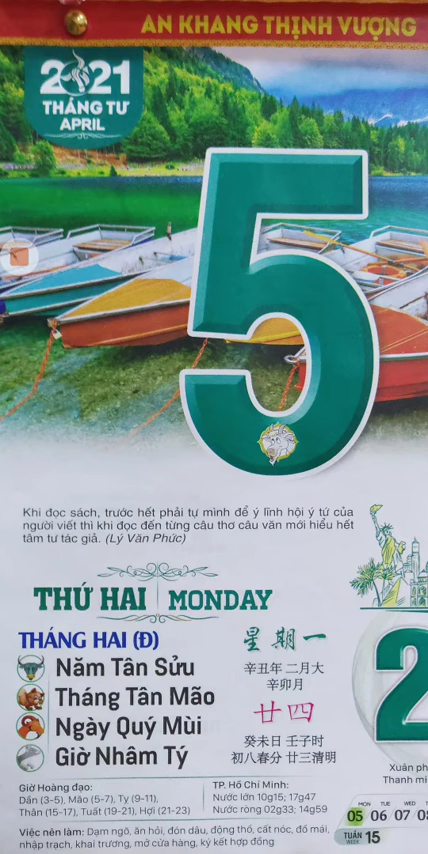 AN KHANG THỊNH VƯỢNG
2021
THÁNG TƯ
APRIL
5
Khi đọc sách, trước hết phải tự mình để ý lĩnh hội ý tứ của
người viết thì khi đọc đến từng câu thơ câu văn mới hiểu hết
tâm tư tác giả. (Lý Văn Phức)
THỨ HAI MONDAY
THÁNG HAI (Đ)
Năm Tân Sửu
Tháng Tân Mão
Ngày Quý Mùi
Giờ Nhâm Tý
星期一
辛丑年 二月大
辛卯月
廿四
癸未日 壬子时
初八春分 廿三清明
2
Xuân ph
Thanh mi
Giờ Hoàng đạo:
Dần (3-5), Mão (5-7), Tỵ (9-11),
Thân (15-17), Tuất (19-21), Hợi (21-23)
TP. Hồ Chí Minh:
Nước lớn 10g15; 17g47
Nước ròng 02g33; 14g59
Việc nên làm: Dạm ngõ, ăn hỏi, đón dâu, động thổ, cất nóc, đổ mái,
nhập trạch, khai trương, mở cửa hàng, ký kết hợp đồng
MON TUE WED TH
05 06 07 08
TUẦN
WEEK 15